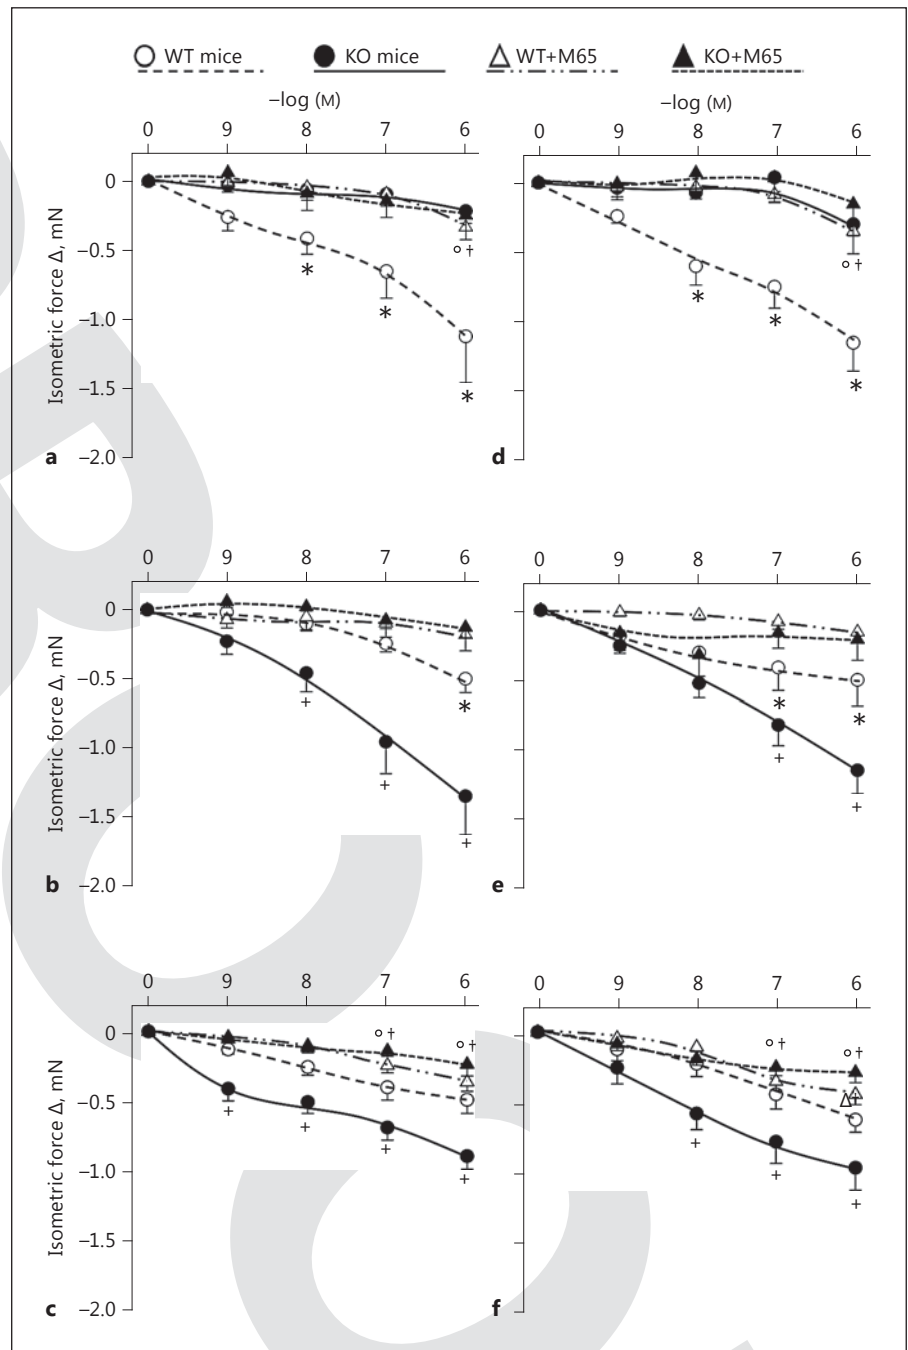 WT mice KO mice WT+M65 KO+M65
–log (M) –log (M)
0 9 8 7 6 0 9 8 7 6
0
–0.5
–1.0
–1.5
–2.0
Isometric force Δ, mN
° †
*
*
*
a
° †
*
*
*
d
0 9 8 7 6 0 9 8 7 6
0
–0.5
–1.0
–1.5
–2.0
Isometric force Δ, mN
+
*
+
+
b
*
*
+
+
e
0 9 8 7 6 0 9 8 7 6
0
–0.5
–1.0
–1.5
–2.0
Isometric force Δ, mN
° † ° †
+
+
+
+
c
° † ° †
Δ+
+
+
+
f